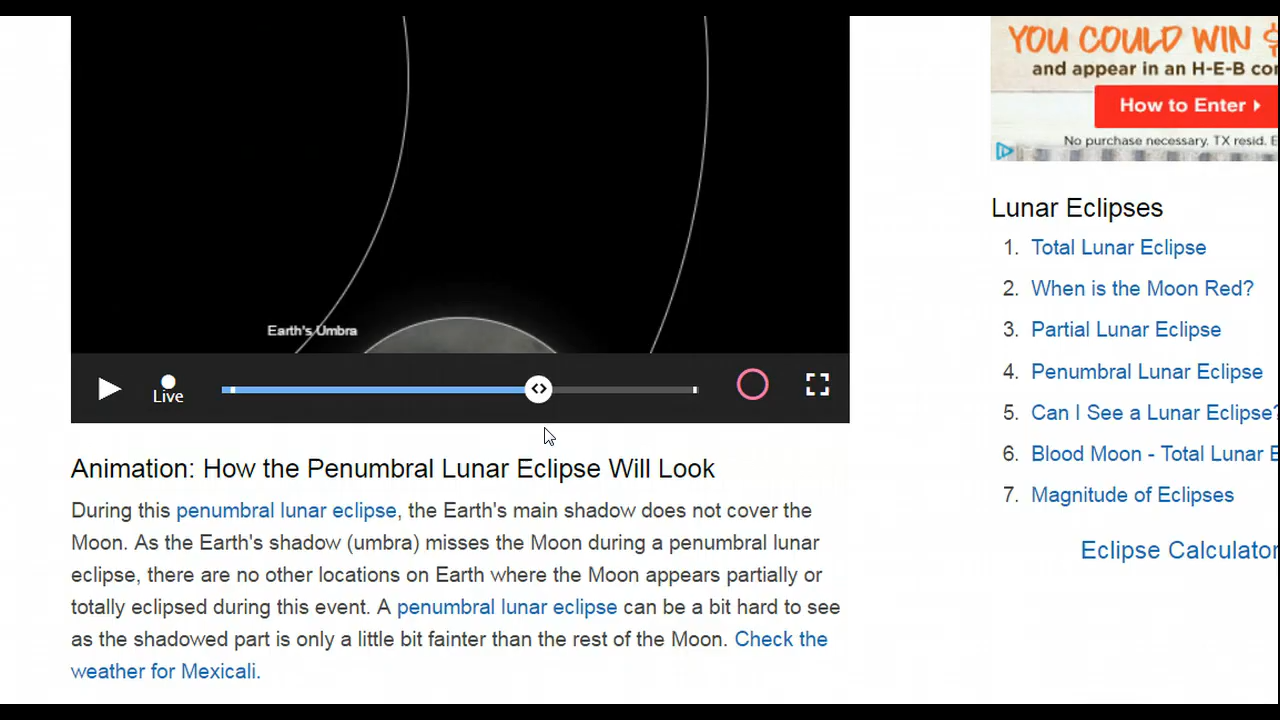 YOU COULD WIN $
and appear in an H-E-B co
How to Enter
No purchase necessary. TX resid.
Earth's Umbra
Live
Lunar Eclipses
1. Total Lunar Eclipse
2. When is the Moon Red?
3. Partial Lunar Eclipse
4. Penumbral Lunar Eclipse
5. Can I See a Lunar Eclipse?
6. Blood Moon - Total Lunar E
7. Magnitude of Eclipses
Eclipse Calculator
Animation: How the Penumbral Lunar Eclipse Will Look
During this penumbral lunar eclipse, the Earth's main shadow does not cover the
Moon. As the Earth's shadow (umbra) misses the Moon during a penumbral lunar
eclipse, there are no other locations on Earth where the Moon appears partially or
totally eclipsed during this event. A penumbral lunar eclipse can be a bit hard to see
as the shadowed part is only a little bit fainter than the rest of the Moon. Check the
weather for Mexicali.